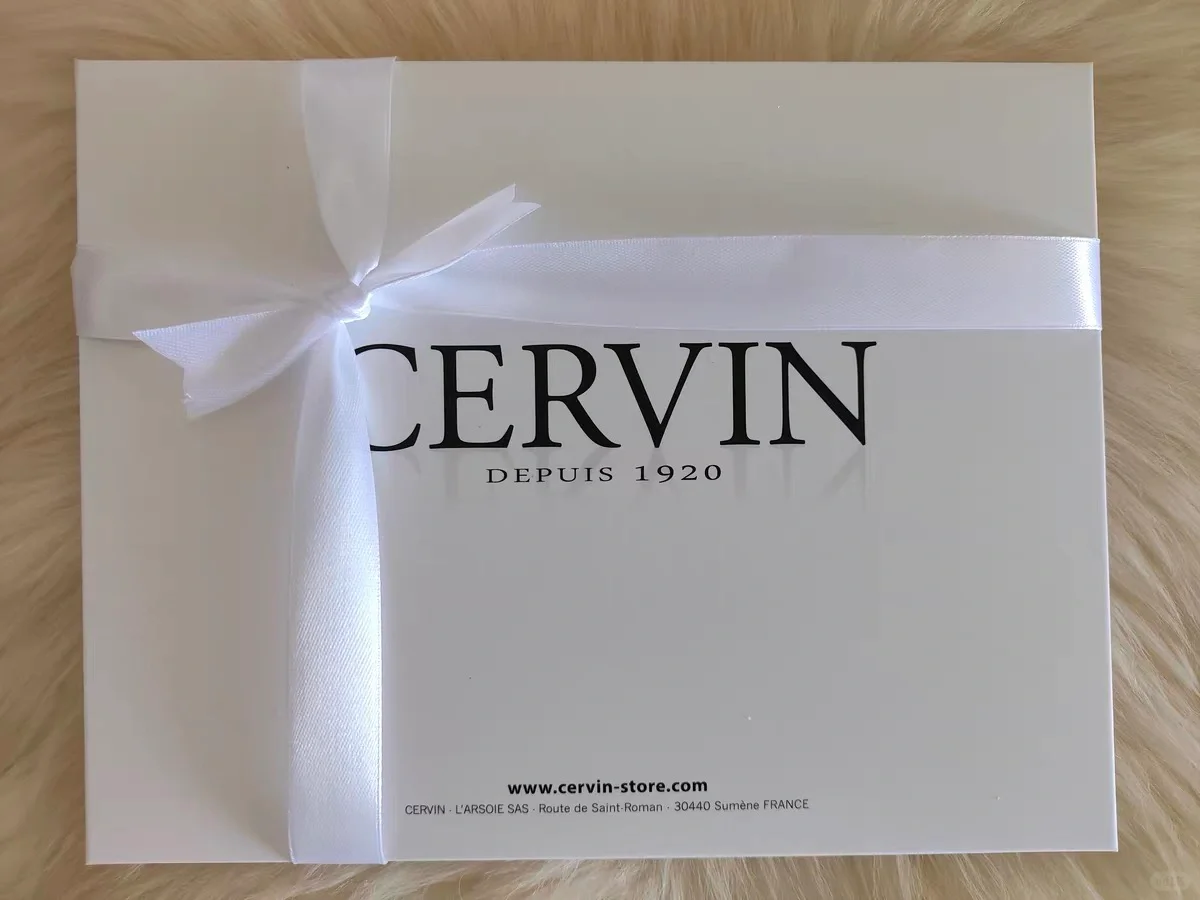 CERVIN
DEPUIS 1920
www.cervin-store.com
CERVIN · L'ARSOIE SAS · Route de Saint-Roman · 30440 Sumène FRANCE